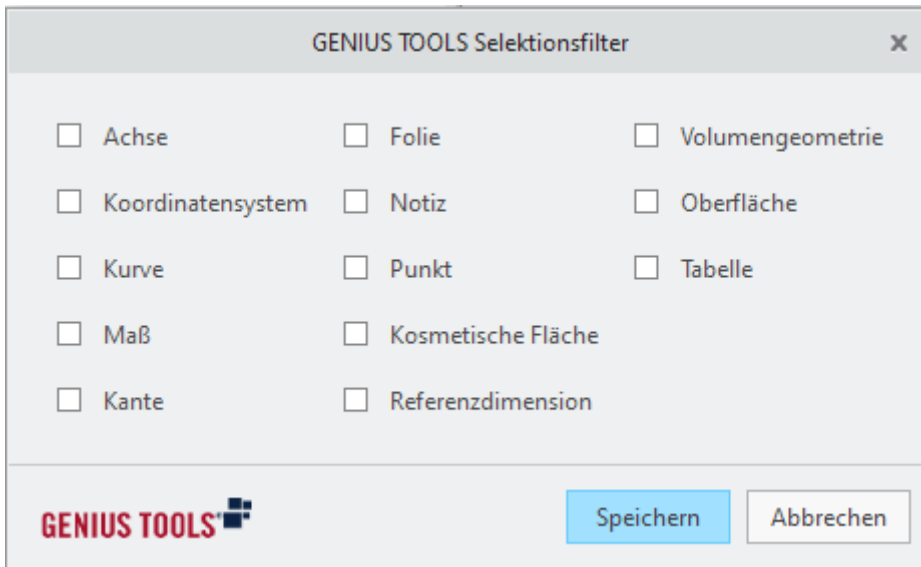 GENIUS TOOLS Selektionsfilter
Achse
Folie
Volumengeometrie
Koordinatensystem
Notiz
Oberfläche
Kurve
Punkt
Tabelle
Maß
Kosmetische Fläche
Kante
Referenzdimension
GENIUS TOOLS
Speichern
Abbrechen